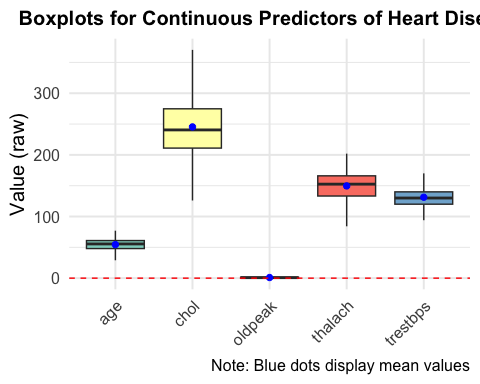 Boxplots for Continuous Predictors of Heart Dise
Value (raw)
300
200
100
0
age
chol
oldpeak
thalach
trestbps
Note: Blue dots display mean values